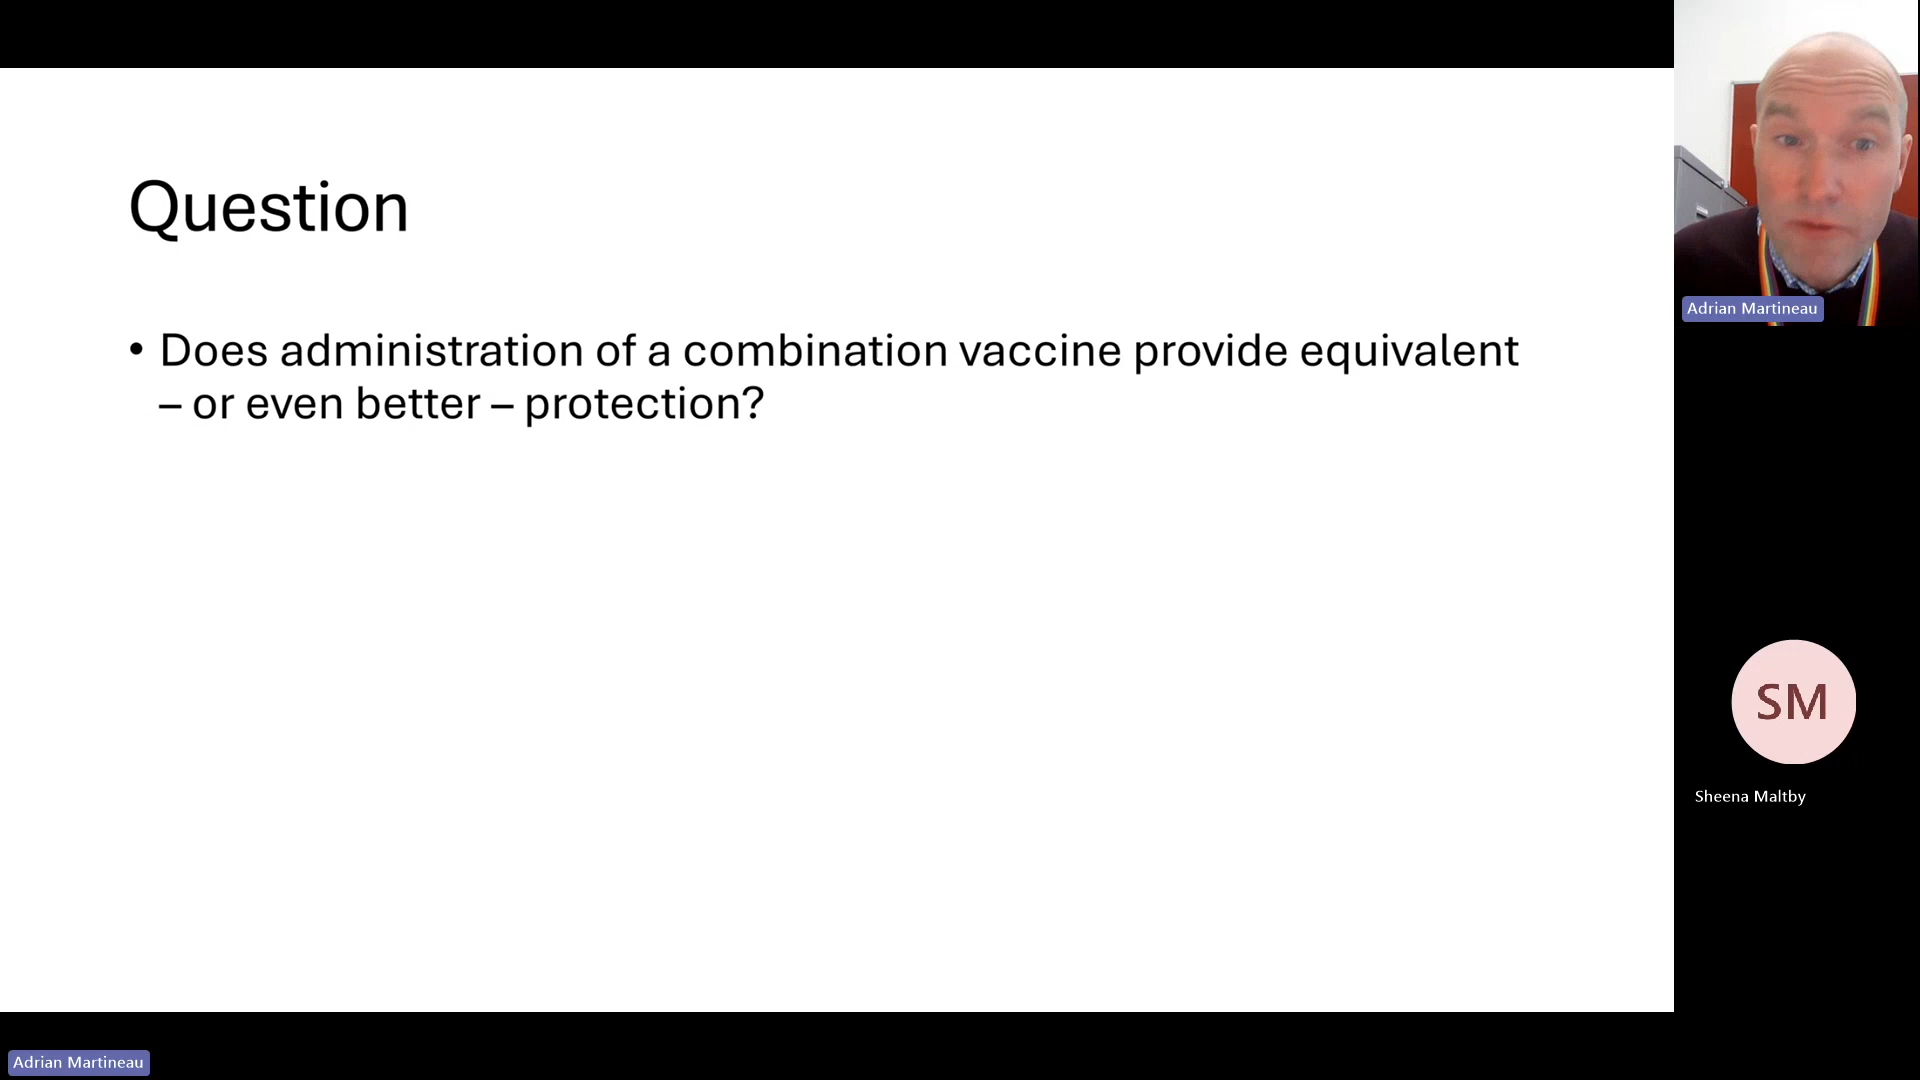 Question
• Does administration of a combination vaccine provide equivalent
– or even better – protection?
Adrian Martineau
SM
Sheena Maltby
Adrian Martineau